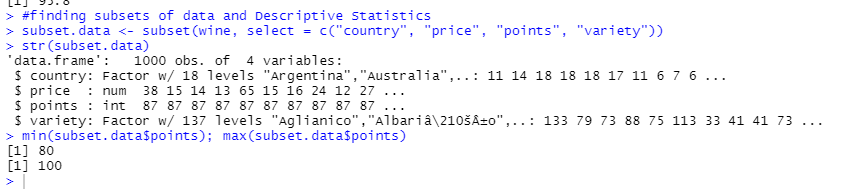 [1] 95.8
> #finding subsets of data and Descriptive Statistics
> subset.data <- subset(wine, select = c("country", "price", "points", "variety"))
> str(subset.data)
'data.frame':   1000 obs. of  4 variables:
 $ country: Factor w/ 18 levels "Argentina","Australia",..: 11 14 18 18 18 17 11 6 7 6 ...
 $ price  : num  38 15 14 13 65 15 16 24 12 27 ...
 $ points : int  87 87 87 87 87 87 87 87 87 87 ...
 $ variety: Factor w/ 137 levels "Aglianico","Albariâ\210šÂ±o",..: 133 79 73 88 75 113 33 41 41 73 ...
> min(subset.data$points); max(subset.data$points)
[1] 80
[1] 100
>